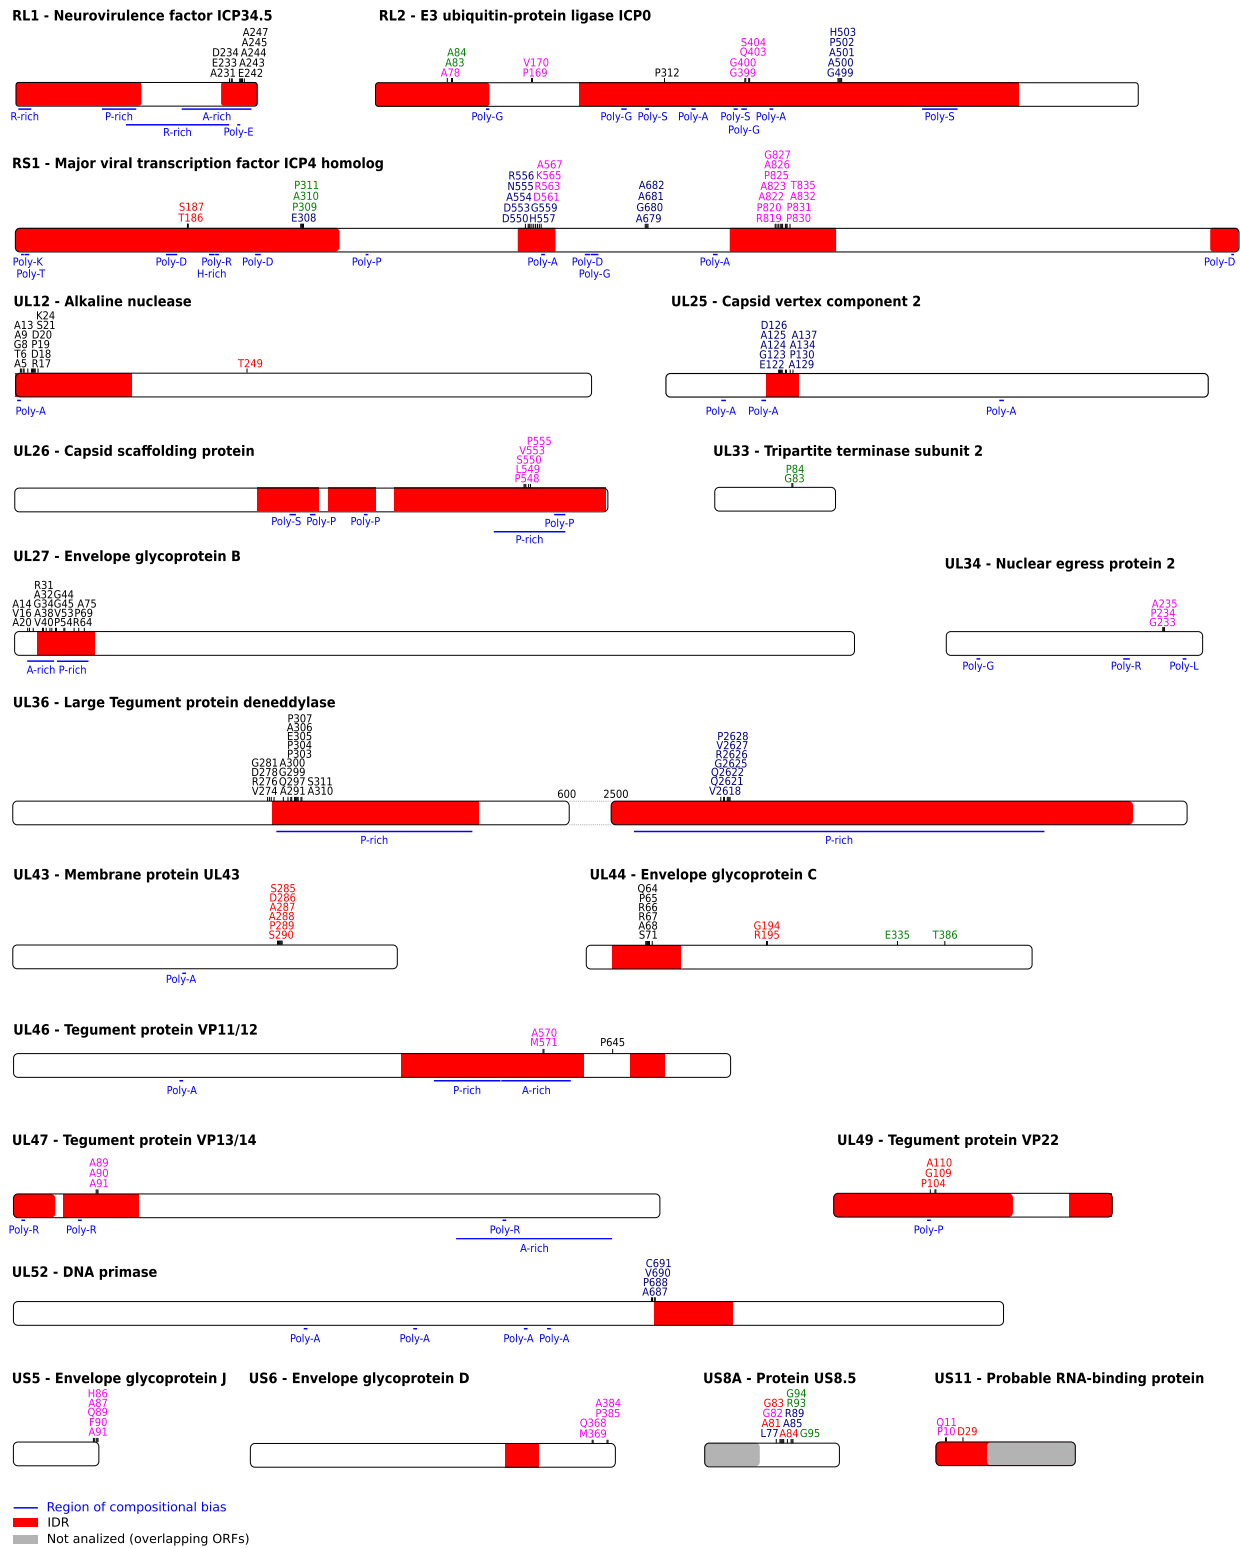 RL1 - Neurovirulence factor ICP34.5
RL2 - E3 ubiquitin-protein ligase ICP0
A247
A245
D234 A244
E233 A243
A231 E242
A84
A83
A78
V170
P169
P312
S404
Q403
G400
G399
H503
P502
A501
A500
G499
R-rich
P-rich
A-rich
R-rich
Poly-E
Poly-G
Poly-G
Poly-S
Poly-A
Poly-S
Poly-A
Poly-G
Poly-S
RS1 - Major viral transcription factor ICP4 homolog
S187
T186
P311
A310
P309
E308
A567
R556 K565
N555 R563
A554 D561
D553 G559
D550 H557
A682
A681
G680
A679
G827
A826
P825
A823 T835
A822 A832
P820 P831
R819 P830
Poly-K
Poly-T
Poly-D
Poly-R
H-rich
Poly-D
Poly-P
Poly-A
Poly-D
Poly-G
Poly-A
Poly-D
UL12 - Alkaline nuclease
UL25 - Capsid vertex component 2
K24
A13 S21
A9 D20
G8 P19
T6 D18
A5 R17
T249
Poly-A
D126
A125 A137
A124 A134
G123 P130
E122 A129
Poly-A
Poly-A
Poly-A
UL26 - Capsid scaffolding protein
UL33 - Tripartite terminase subunit 2
P555
V553
S550
L549
P548
P84
G83
Poly-S
Poly-P
Poly-P
Poly-P
P-rich
UL27 - Envelope glycoprotein B
UL34 - Nuclear egress protein 2
R31
A32 G44
A14 G34 G45 A75
V16 A38 V53 P69
A20 V40 P54 R64
A-rich
P-rich
A235
P234
G233
Poly-G
Poly-R
Poly-L
UL36 - Large Tegument protein deneddylase
P307
A306
E305
P304
P303
G281 A300
D278 G299
R276 Q297 S311
V274 A291 A310
600
2500
P2628
V2627
R2626
G2625
Q2622
Q2621
V2618
P-rich
P-rich
UL43 - Membrane protein UL43
UL44 - Envelope glycoprotein C
S285
D286
A287
A288
P289
S290
Poly-A
Q64
P65
R66
R67
A68
S71
G194
R195
E335
T386
UL46 - Tegument protein VP11/12
A570
M571
P645
Poly-A
P-rich
A-rich
UL47 - Tegument protein VP13/14
UL49 - Tegument protein VP22
A89
A90
A91
A110
G109
P104
Poly-R
Poly-R
Poly-R
A-rich
Poly-P
UL52 - DNA primase
C691
V690
P688
A687
Poly-A
Poly-A
Poly-A
Poly-A
US5 - Envelope glycoprotein J
US6 - Envelope glycoprotein D
US8A - Protein US8.5
US11 - Probable RNA-binding protein
H86
A87
Q89
F90
A91
A384
P385
Q368
M369
G94
G83 R93
G82 R89
A81 A85
L77 A84 G95
Q11
P10 D29
Region of compositional bias
IDR
Not analized (overlapping ORFs)